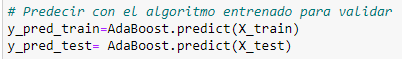 # Predecir con el algoritmo entrenado para validar
y_pred_train=AdaBoost.predict(X_train)
y_pred_test= AdaBoost.predict(X_test)